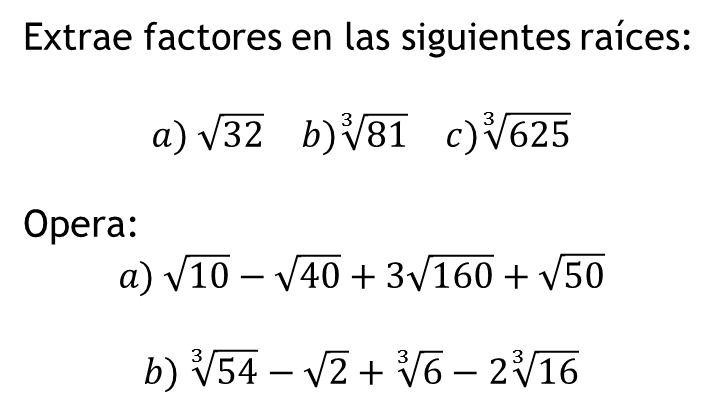 Extrae factores en las siguientes raíces:
a) √32 b) ∛81 c) ∛625
Opera:
a) √10 − √40 + 3√160 + √50
b) ∛54 − √2 + ∛6 − 2∛16